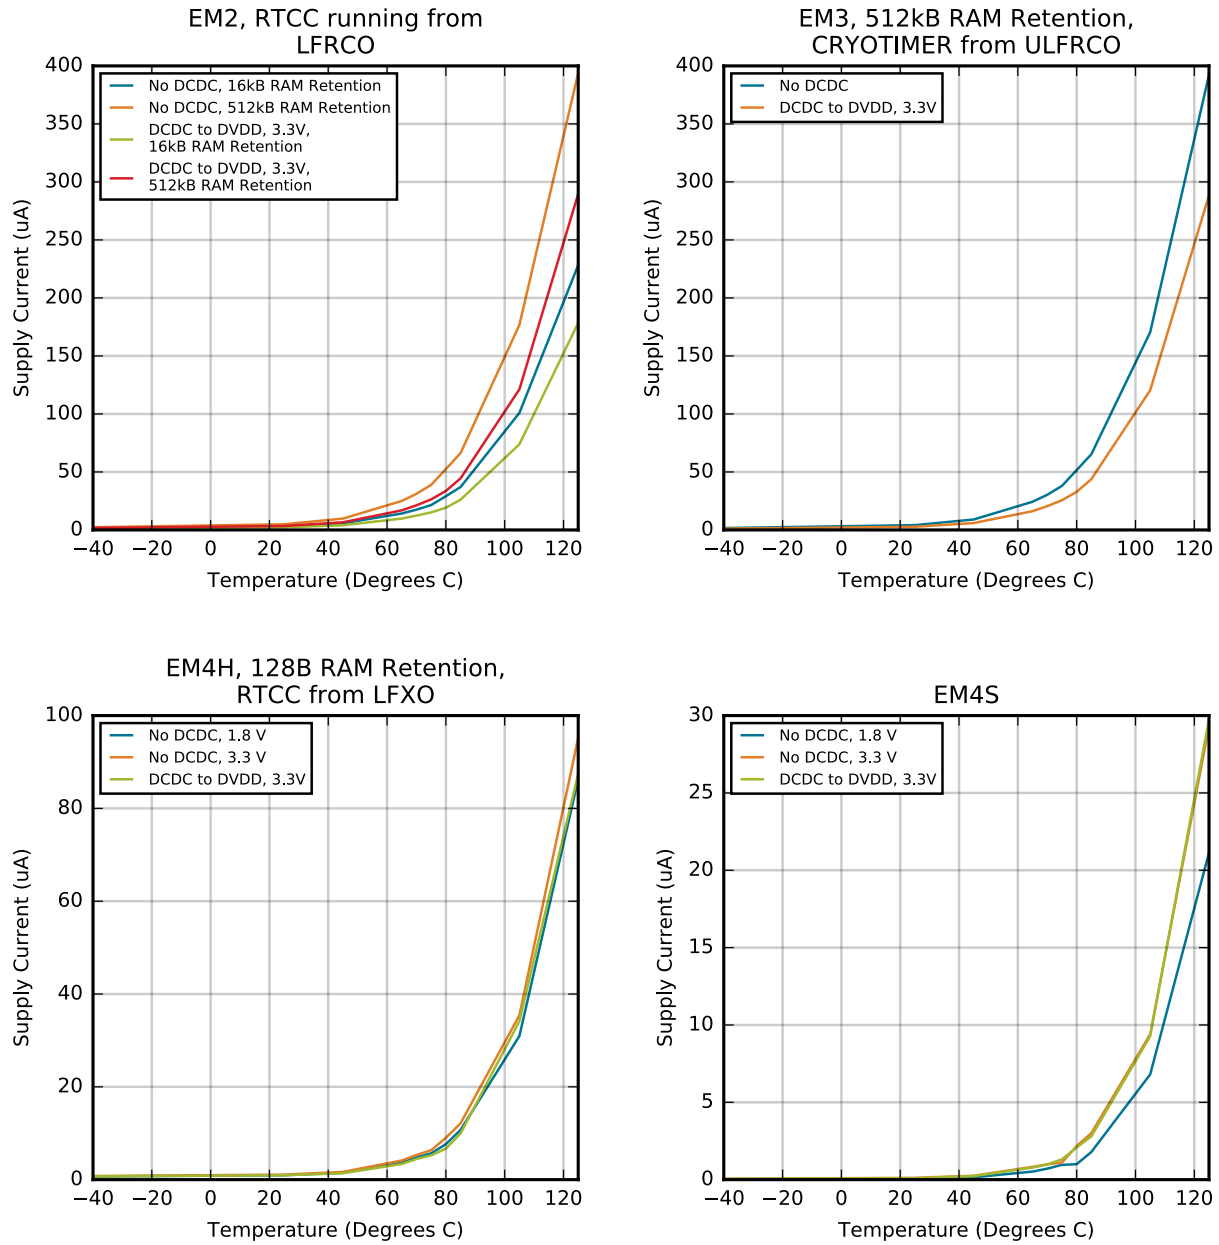 EM2, RTCC running from
LFRCO
400
350
300
250
200
150
100
50
0
Supply Current (uA)
No DCDC, 16kB RAM Retention
No DCDC, 512kB RAM Retention
DCDC to DVDD, 3.3V,
16kB RAM Retention
DCDC to DVDD, 3.3V,
512kB RAM Retention
−40 −20 0 20 40 60 80 100 120
Temperature (Degrees C)
EM3, 512kB RAM Retention,
CRYOTIMER from ULFRCO
400
350
300
250
200
150
100
50
0
Supply Current (uA)
No DCDC
DCDC to DVDD, 3.3V
−40 −20 0 20 40 60 80 100 120
Temperature (Degrees C)
EM4H, 128B RAM Retention,
RTCC from LFXO
100
80
60
40
20
0
Supply Current (uA)
No DCDC, 1.8 V
No DCDC, 3.3 V
DCDC to DVDD, 3.3V
−40 −20 0 20 40 60 80 100 120
Temperature (Degrees C)
EM4S
30
25
20
15
10
5
0
Supply Current (uA)
No DCDC, 1.8 V
No DCDC, 3.3 V
DCDC to DVDD, 3.3V
−40 −20 0 20 40 60 80 100 120
Temperature (Degrees C)